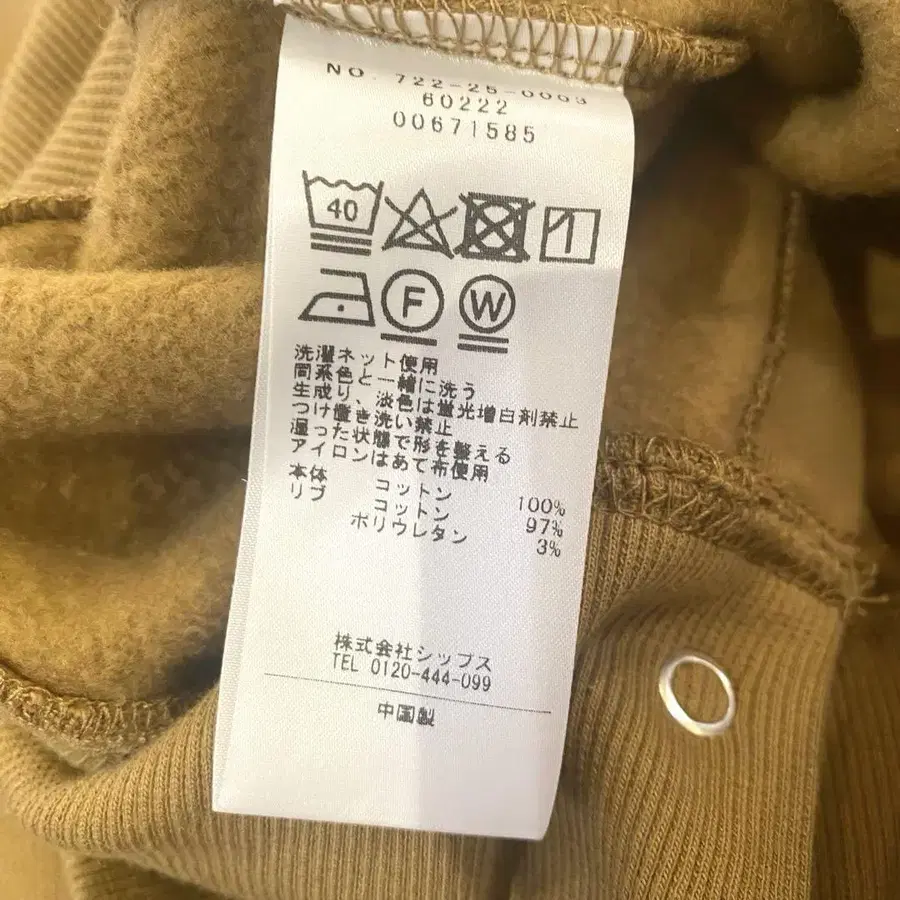 NO. 722-25-0003
60222
00671585
40
F W
洗濯ネット使用
同系色と一緒に洗う
生成り、淡色は蛍光増白剤禁止
つけ置き洗い禁止
湿った状態で形を整える
アイロンはあて布使用
本体 コットン 100%
リブ コットン 97%
ポリウレタン 3%
株式会社シップス
TEL 0120-444-099
中国製